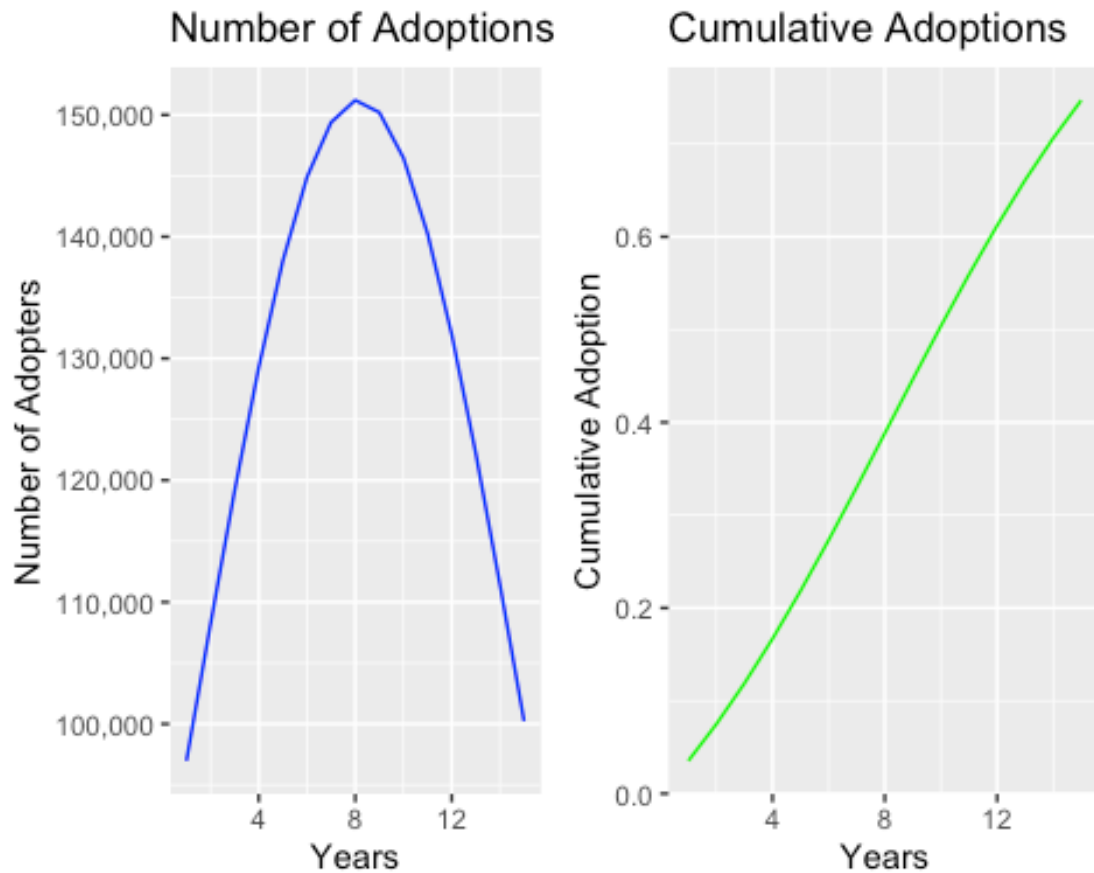 Number of Adoptions
Number of Adopters
150,000
140,000
130,000
120,000
110,000
100,000
4 8 12
Years
Cumulative Adoptions
Cumulative Adoption
0.6
0.4
0.2
0.0
4 8 12
Years